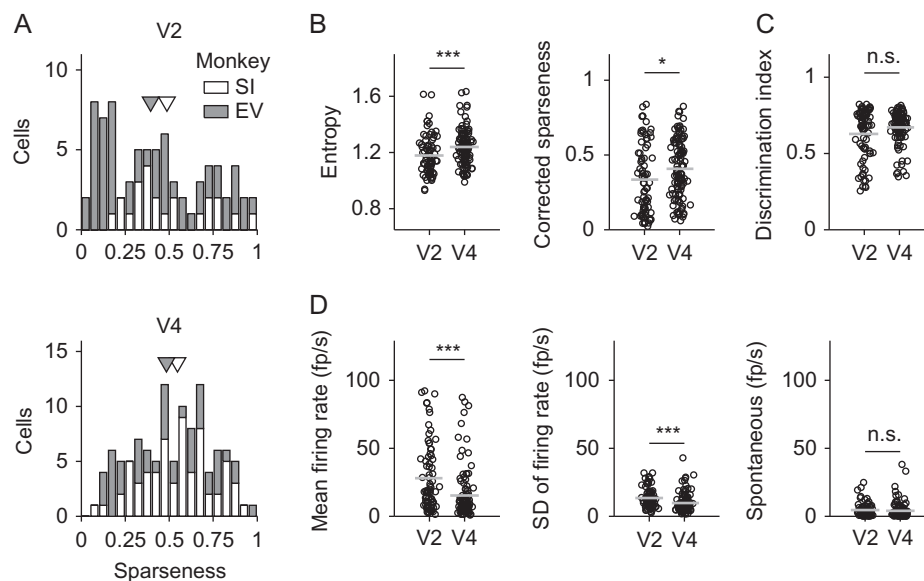 A
V2
Monkey
SI
EV
Cells
10
5
0
0 0.25 0.5 0.75 1
V4
Cells
15
10
5
0
0 0.25 0.5 0.75 1
Sparseness
B
***
Entropy
1.6
1.2
0.8
V2 V4
*
Corrected sparseness
1
0.5
0
V2 V4
C
n.s.
Discrimination index
1
0.5
0
V2 V4
D
***
Mean firing rate (fp/s)
100
50
0
V2 V4
***
SD of firing rate (fp/s)
100
50
0
V2 V4
n.s.
Spontaneous (fp/s)
100
50
0
V2 V4